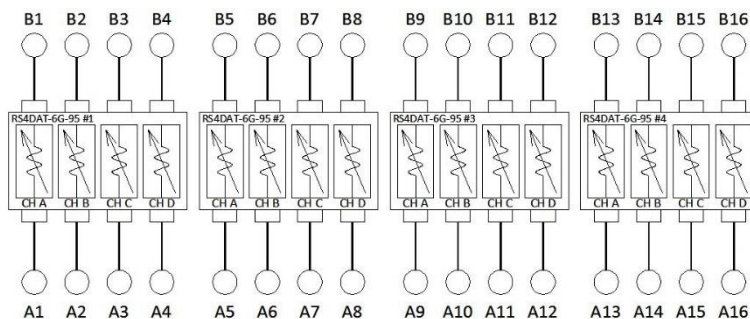 B1 B2 B3 B4 B5 B6 B7 B8 B9 B10 B11 B12 B13 B14 B15 B16
RS4DAT-6G-95 #1 RS4DAT-6G-95 #2 RS4DAT-6G-95 #3 RS4DAT-6G-95 #4
CH A CH B CH C CH D CH A CH B CH C CH D CH A CH B CH C CH D CH A CH B CH C CH D
A1 A2 A3 A4 A5 A6 A7 A8 A9 A10 A11 A12 A13 A14 A15 A16